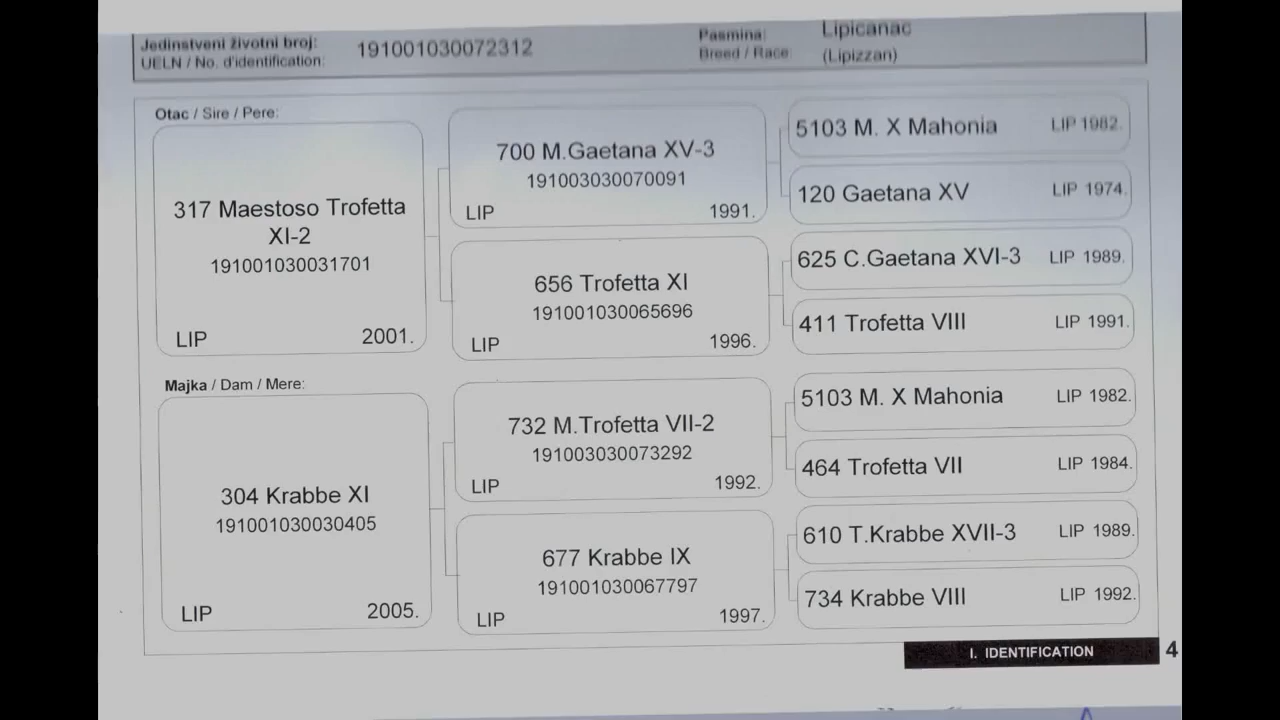 Jedinstveni životni broj:
UELN / No. d'identification:
191001030072312
Pasmina:
Breed / Race:
Lipicanac
(Lipizzan)
Otac / Sire / Pere:
317 Maestoso Trofetta
XI-2
191001030031701
LIP 2001.
700 M.Gaetana XV-3
191003030070091
LIP 1991.
656 Trofetta XI
191001030065696
LIP 1996.
5103 M. X Mahonia LIP 1982.
120 Gaetana XV LIP 1974.
625 C.Gaetana XVI-3 LIP 1989.
411 Trofetta VIII LIP 1991.
Majka / Dam / Mere:
304 Krabbe XI
191001030030405
LIP 2005.
732 M.Trofetta VII-2
191003030073292
LIP 1992.
677 Krabbe IX
191001030067797
LIP 1997.
5103 M. X Mahonia LIP 1982.
464 Trofetta VII LIP 1984.
610 T.Krabbe XVII-3 LIP 1989.
734 Krabbe VIII LIP 1992.
I. IDENTIFICATION 4